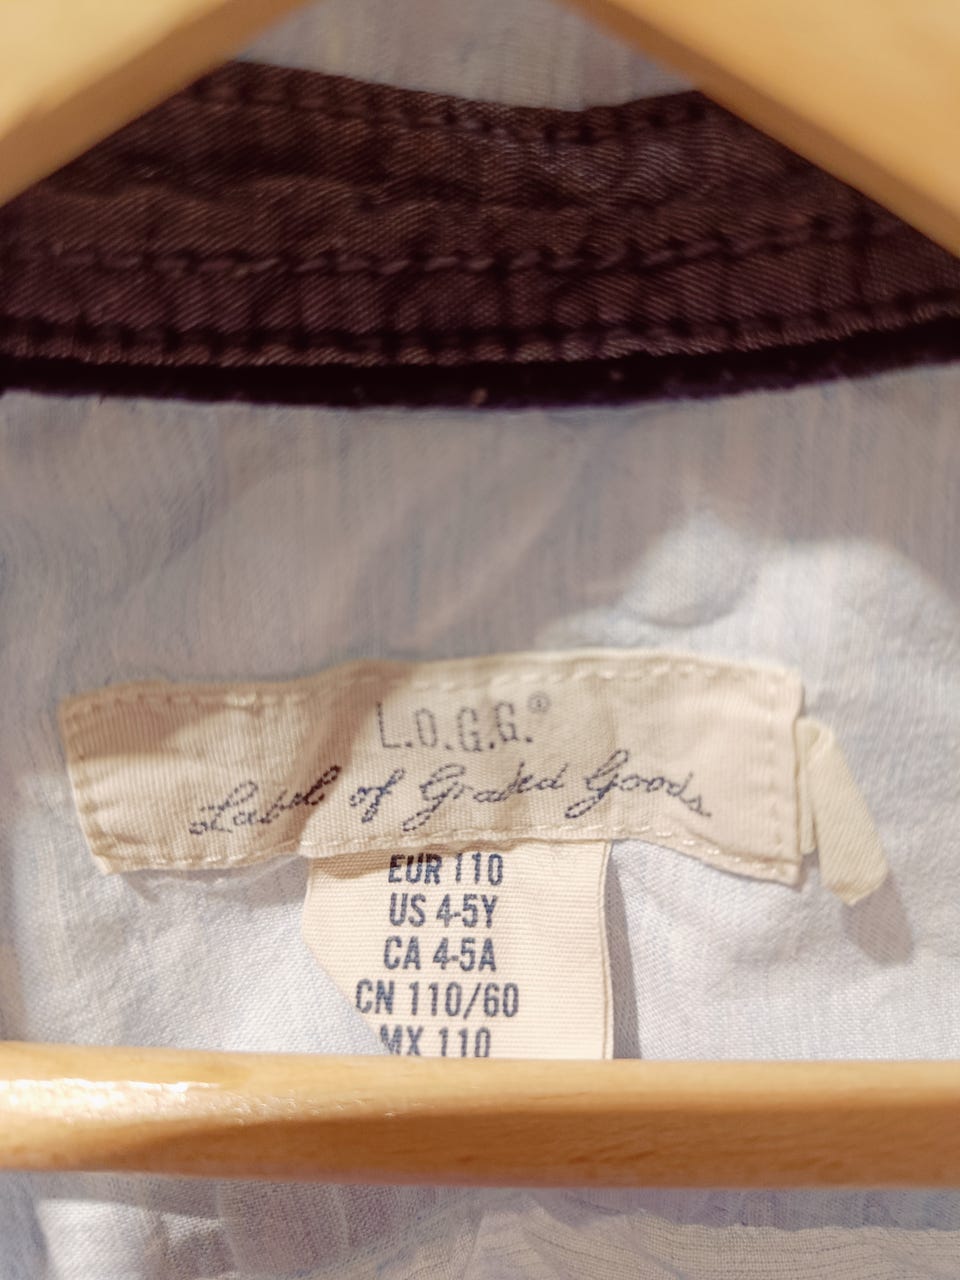 L.O.G.G.®
Label of Graded Goods
EUR 110
US 4-5Y
CA 4-5A
CN 110/60
MX 110